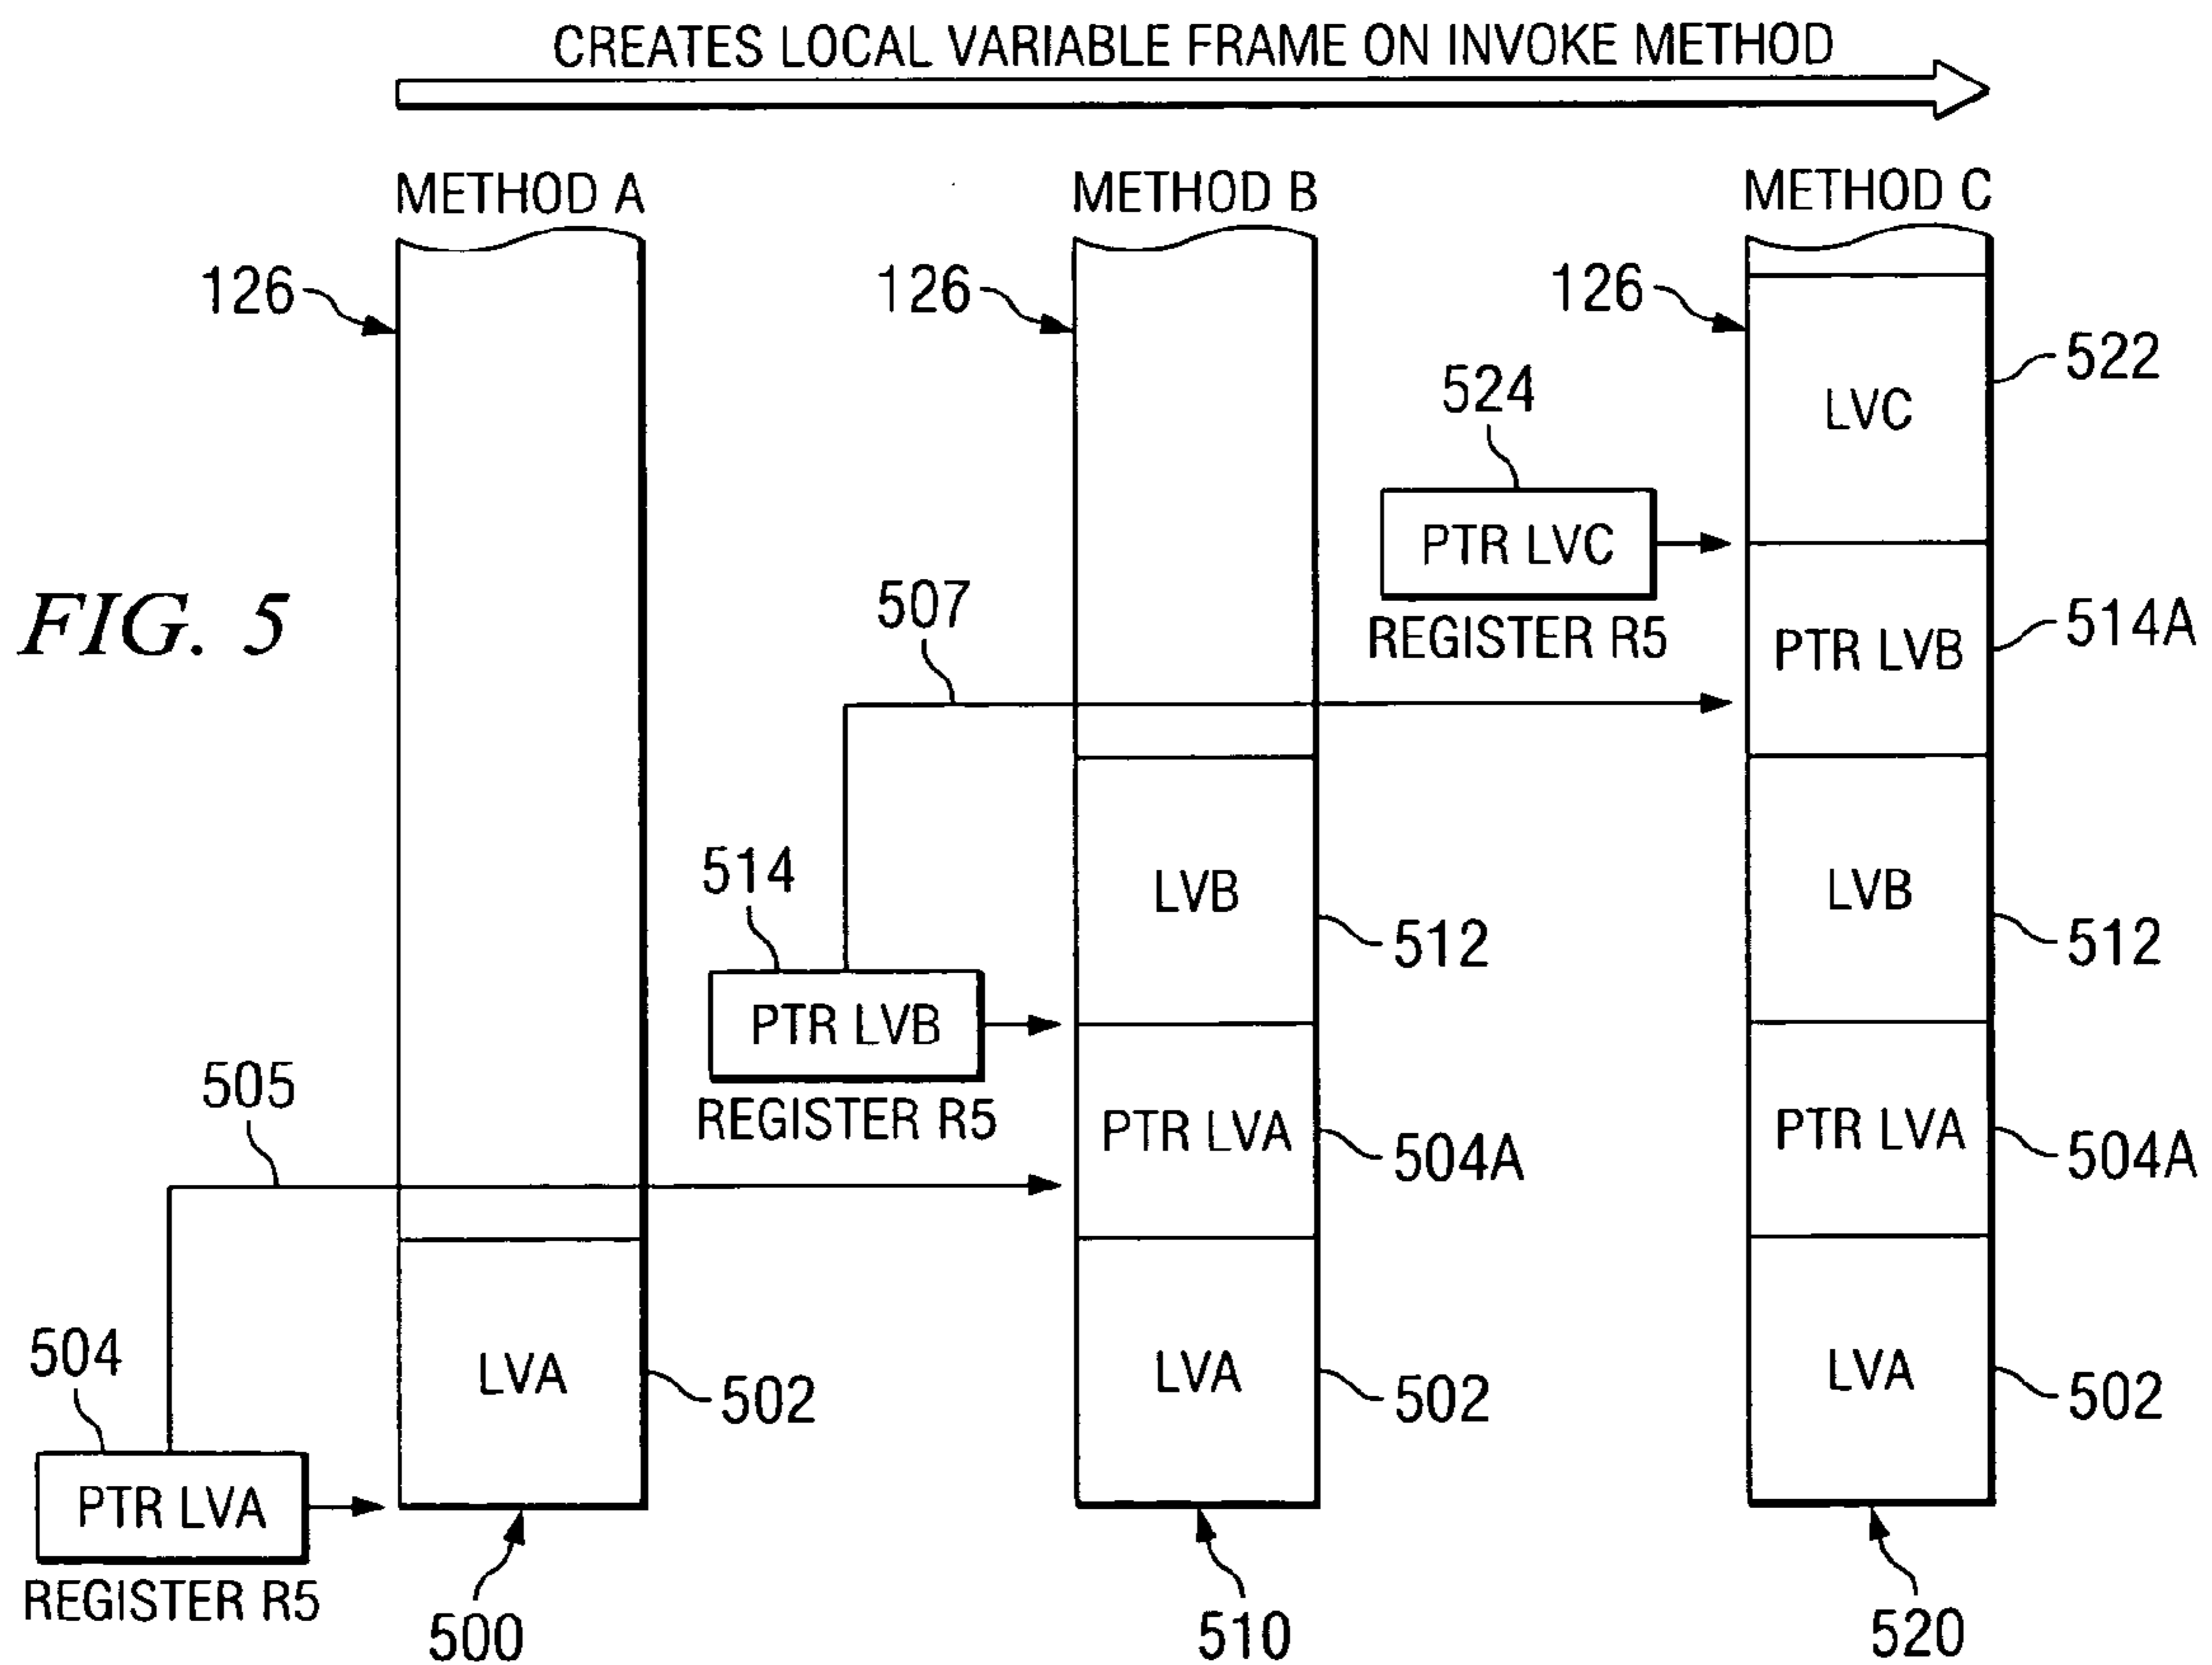 CREATES LOCAL VARIABLE FRAME ON INVOKE METHOD
METHOD A
METHOD B
METHOD C
126
126
126
522
LVC
524
PTR LVC
REGISTER R5
507
FIG. 5
514A
PTR LVB
514
LVB
LVB
512
512
PTR LVB
REGISTER R5
505
PTR LVA
504A
PTR LVA
504A
504
LVA
502
LVA
502
LVA
502
PTR LVA
REGISTER R5
500
510
520